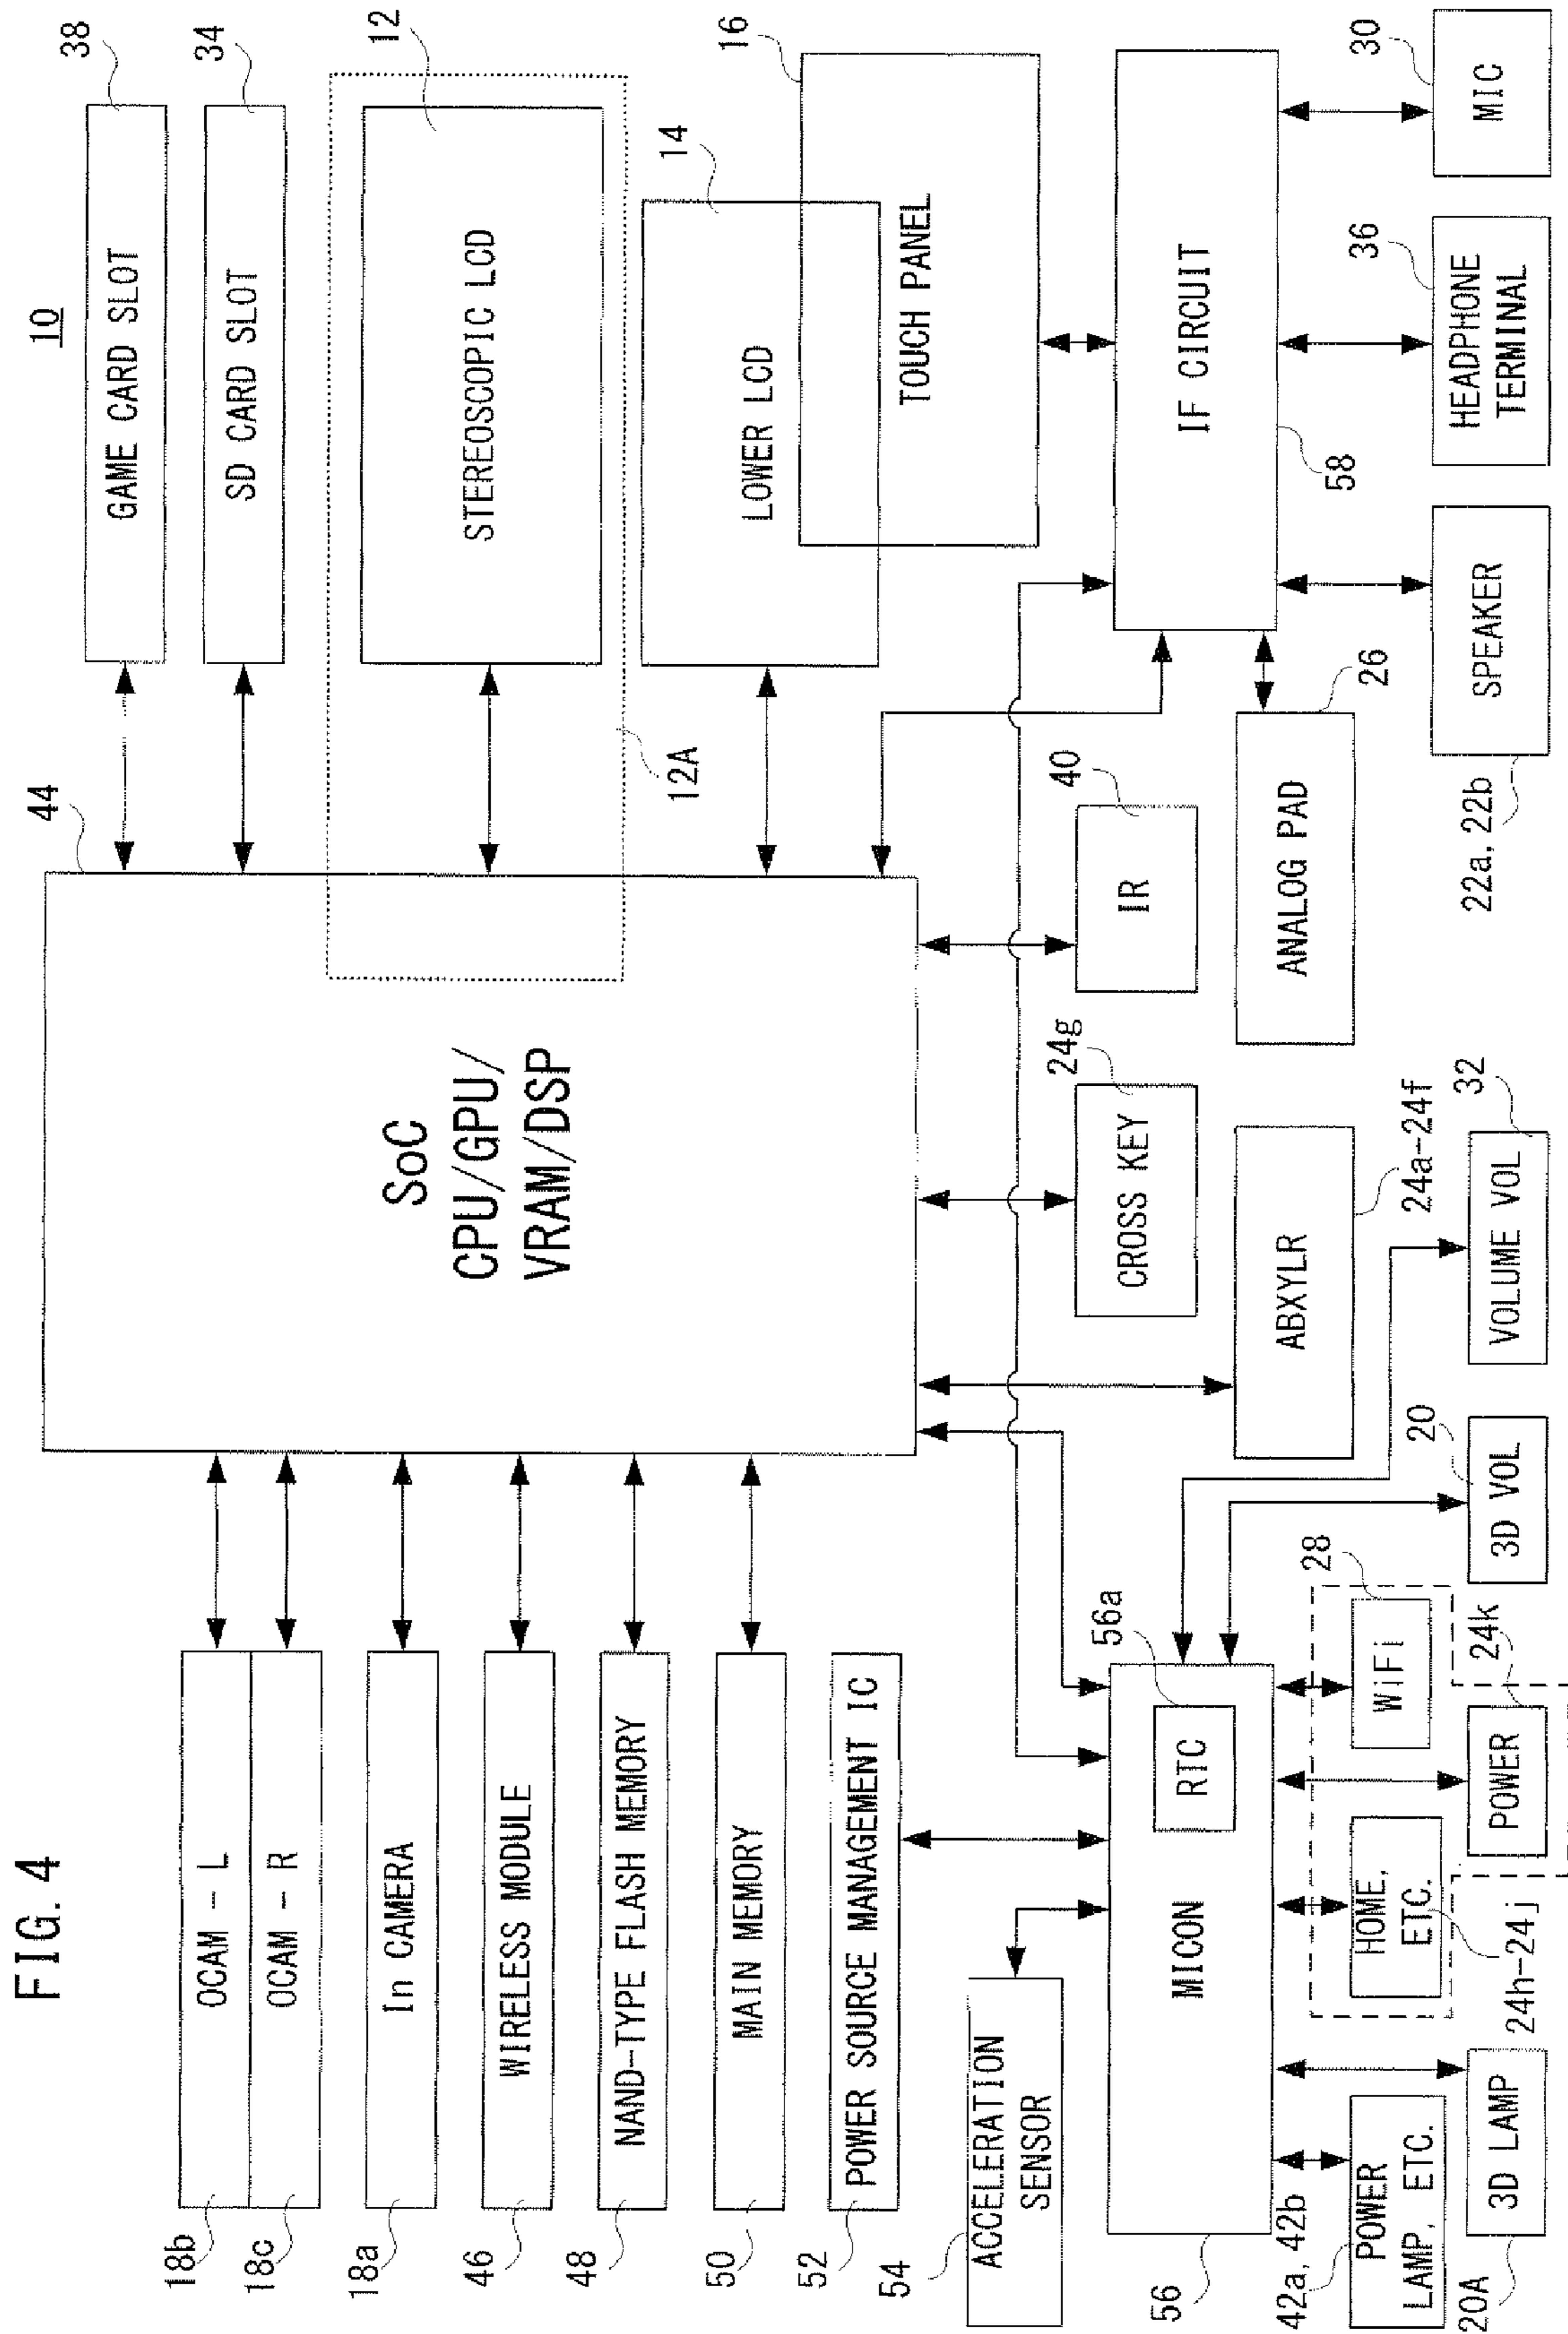 FIG. 4
10
18b
OCAM - L
18c
OCAM - R
18a
In CAMERA
46
WIRELESS MODULE
48
NAND-TYPE FLASH MEMORY
50
MAIN MEMORY
52
POWER SOURCE MANAGEMENT IC
54
ACCELERATION
SENSOR
44
SoC
CPU/GPU/
VRAM/DSP
38
GAME CARD SLOT
34
SD CARD SLOT
12
STEREOSCOPIC LCD
12A
14
LOWER LCD
16
TOUCH PANEL
56
MICON
56a
RTC
24g
CROSS KEY
40
IR
ABXYLR
24a-24f
26
ANALOG PAD
IF CIRCUIT
58
42a, 42b
POWER
LAMP, ETC.
20A
3D LAMP
HOME,
ETC.
24h-24j
28
WiFi
24k
POWER
20
3D VOL
32
VOLUME VOL
22a, 22b
SPEAKER
36
HEADPHONE
TERMINAL
30
MIC